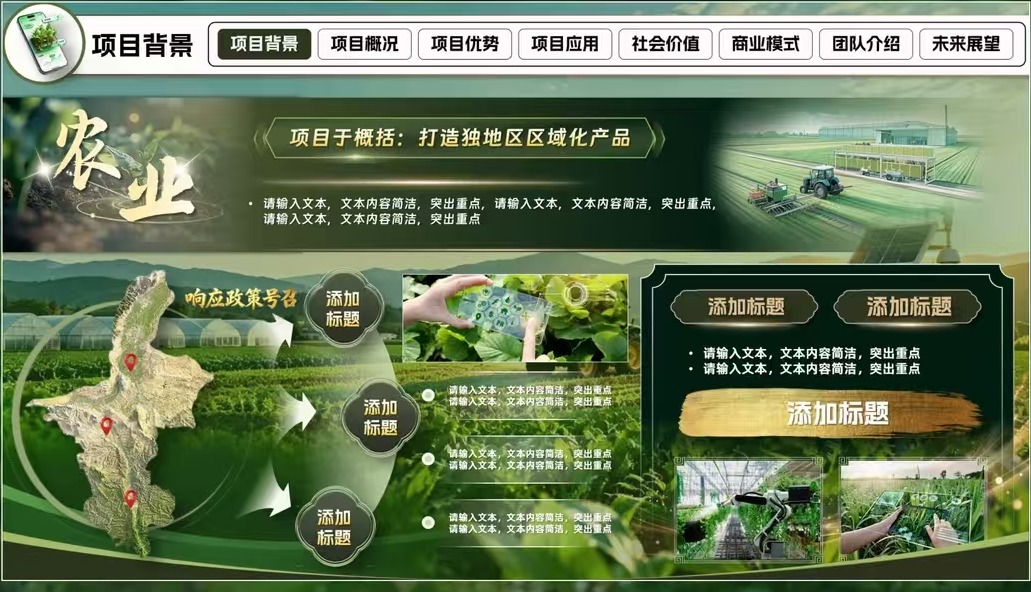 项目背景
项目背景 项目概况 项目优势 项目应用 社会价值 商业模式 团队介绍 未来展望
农业
项目于概括：打造独地区区域化产品
• 请输入文本，文本内容简洁，突出重点，请输入文本，文本内容简洁，突出重点，
请输入文本，文本内容简洁，突出重点
响应政策号召
添加
标题
添加
标题
添加
标题
请输入文本，文本内容简洁，突出重点
请输入文本，文本内容简洁，突出重点
请输入文本，文本内容简洁，突出重点
请输入文本，文本内容简洁，突出重点
请输入文本，文本内容简洁，突出重点
请输入文本，文本内容简洁，突出重点
添加标题 添加标题
• 请输入文本，文本内容简洁，突出重点
• 请输入文本，文本内容简洁，突出重点
添加标题